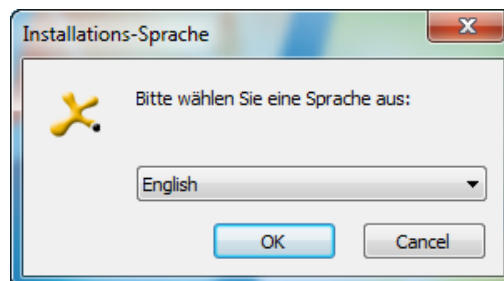 Installations-Sprache
Bitte wählen Sie eine Sprache aus:
English
OK
Cancel